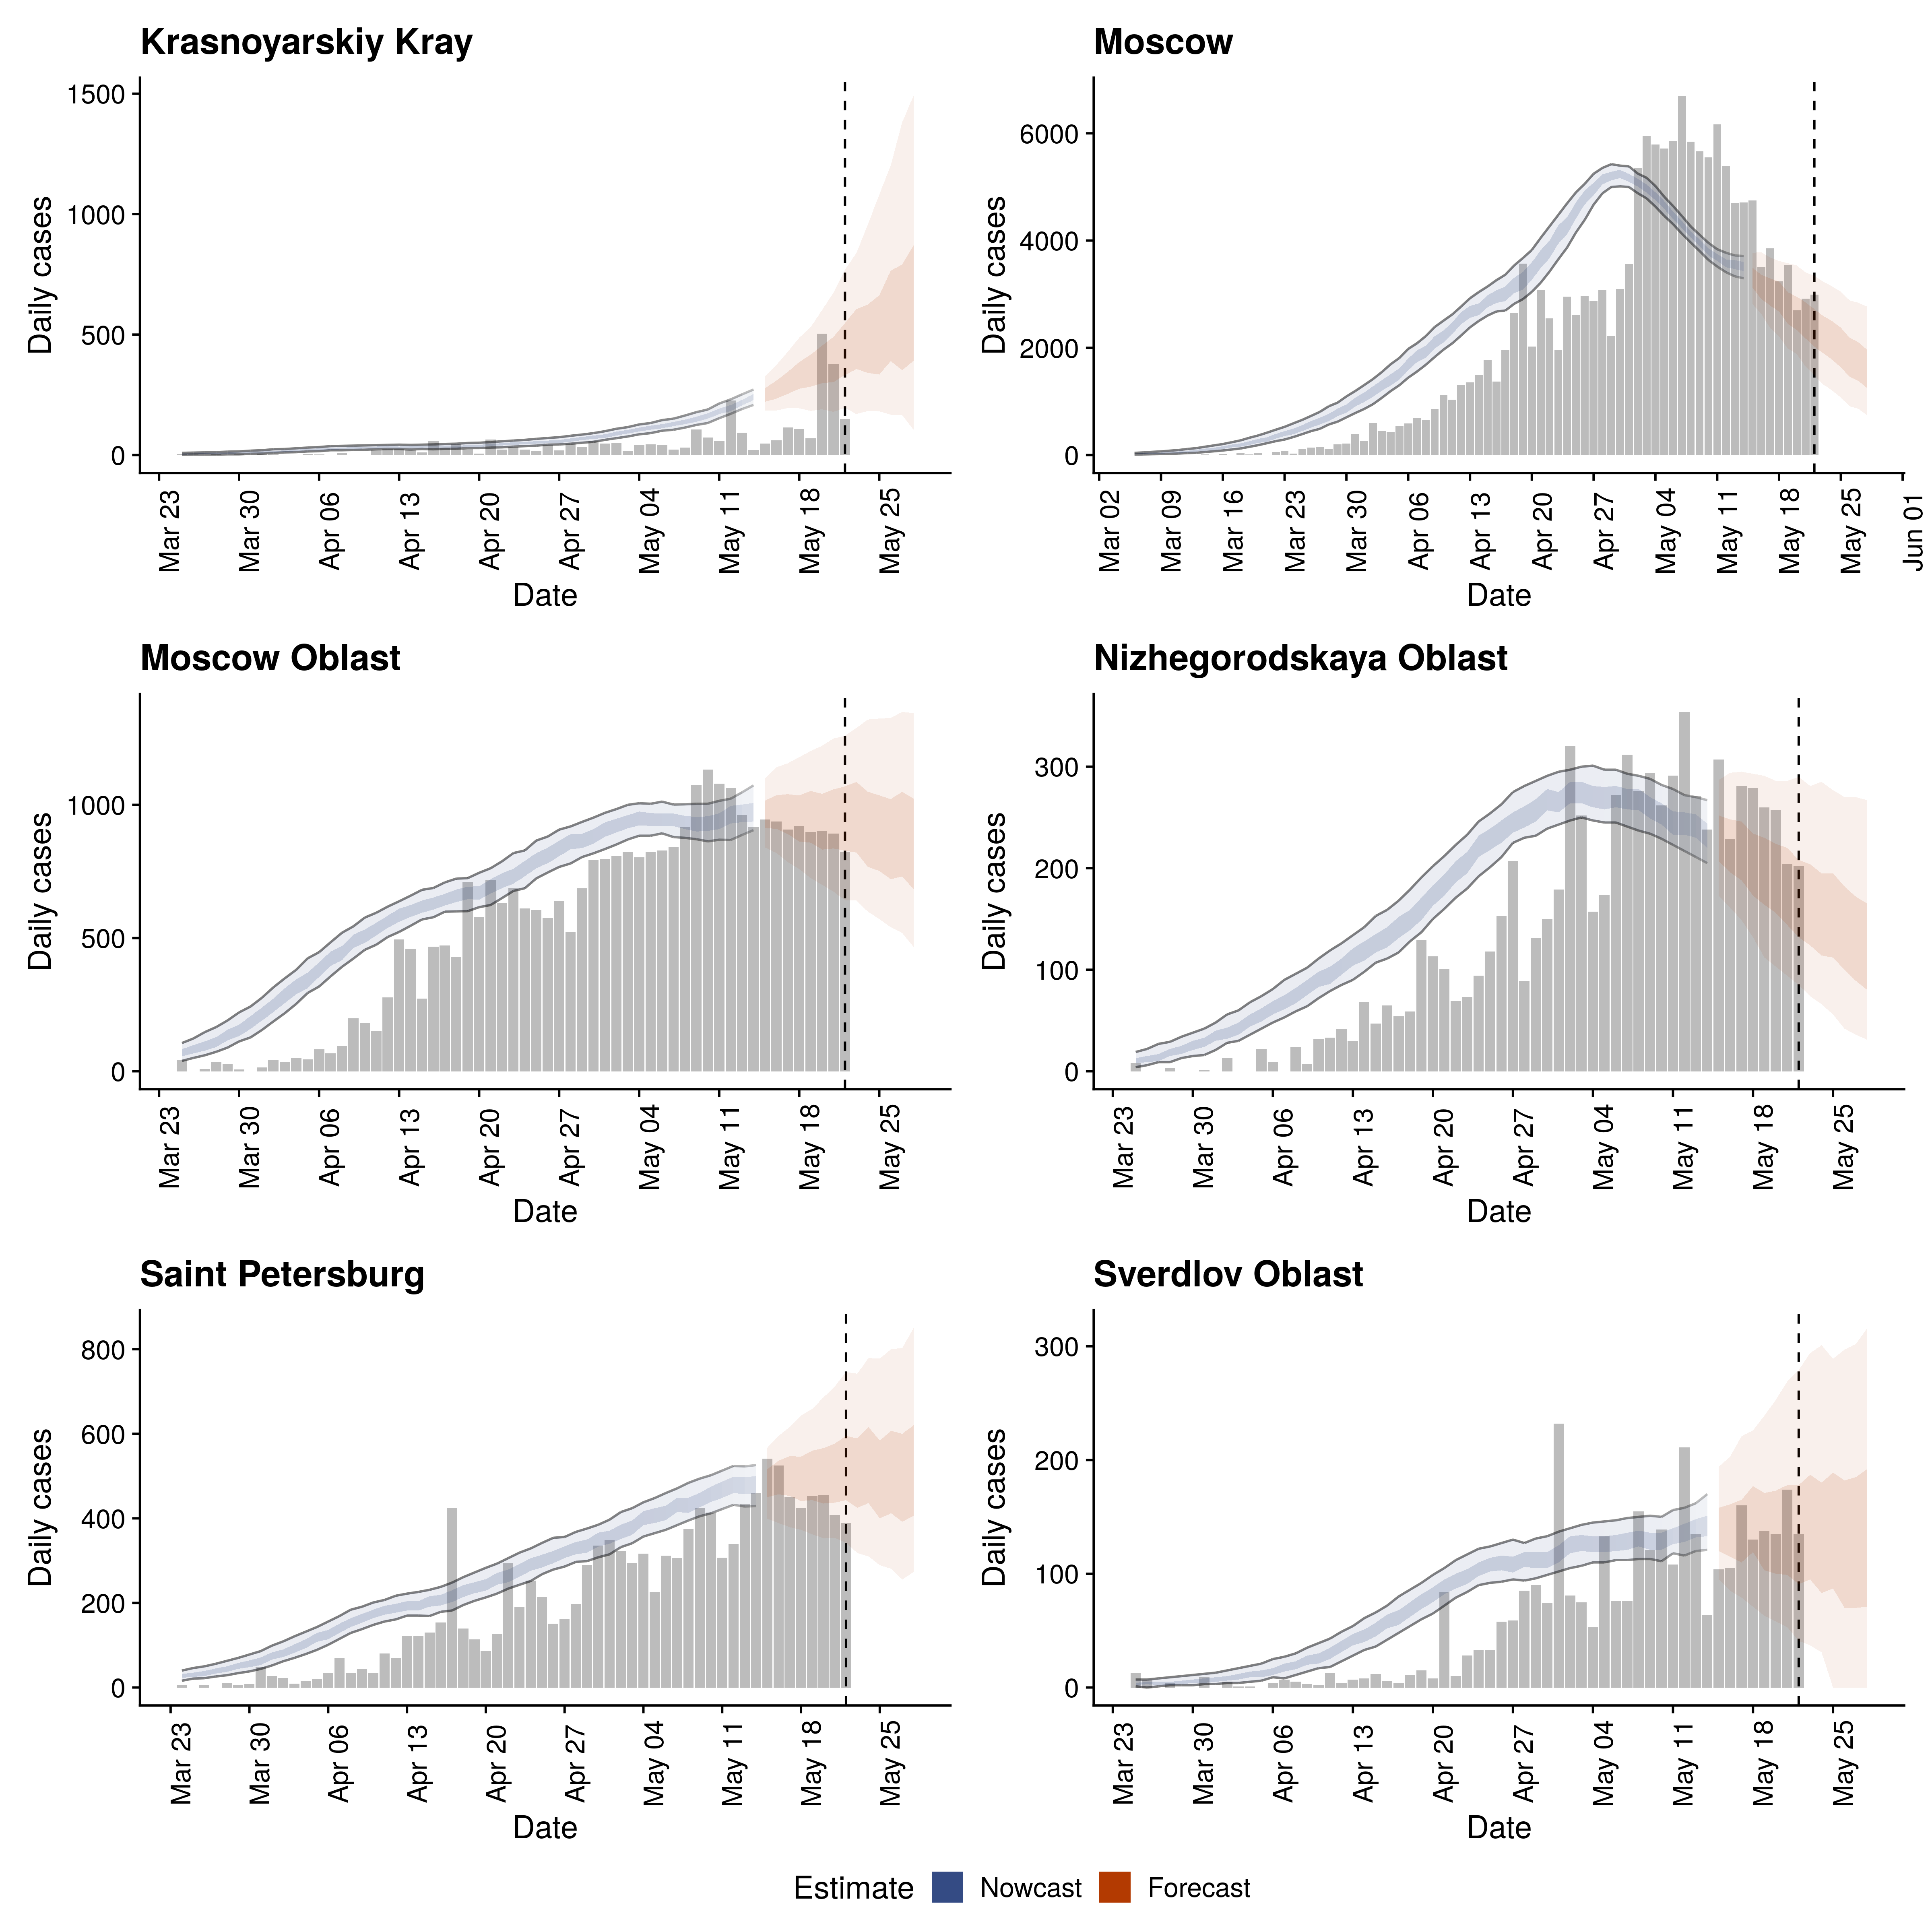 Krasnoyarskiy Kray
Daily cases
1500
1000
500
0
Mar 23
Mar 30
Apr 06
Apr 13
Apr 20
Apr 27
May 04
May 11
May 18
May 25
Date
Moscow
Daily cases
6000
4000
2000
0
Mar 02
Mar 09
Mar 16
Mar 23
Mar 30
Apr 06
Apr 13
Apr 20
Apr 27
May 04
May 11
May 18
May 25
Jun 01
Date
Moscow Oblast
Daily cases
1000
500
0
Mar 23
Mar 30
Apr 06
Apr 13
Apr 20
Apr 27
May 04
May 11
May 18
May 25
Date
Nizhegorodskaya Oblast
Daily cases
300
200
100
0
Mar 23
Mar 30
Apr 06
Apr 13
Apr 20
Apr 27
May 04
May 11
May 18
May 25
Date
Saint Petersburg
Daily cases
800
600
400
200
0
Mar 23
Mar 30
Apr 06
Apr 13
Apr 20
Apr 27
May 04
May 11
May 18
May 25
Date
Sverdlov Oblast
Daily cases
300
200
100
0
Mar 23
Mar 30
Apr 06
Apr 13
Apr 20
Apr 27
May 04
May 11
May 18
May 25
Date
Estimate Nowcast Forecast